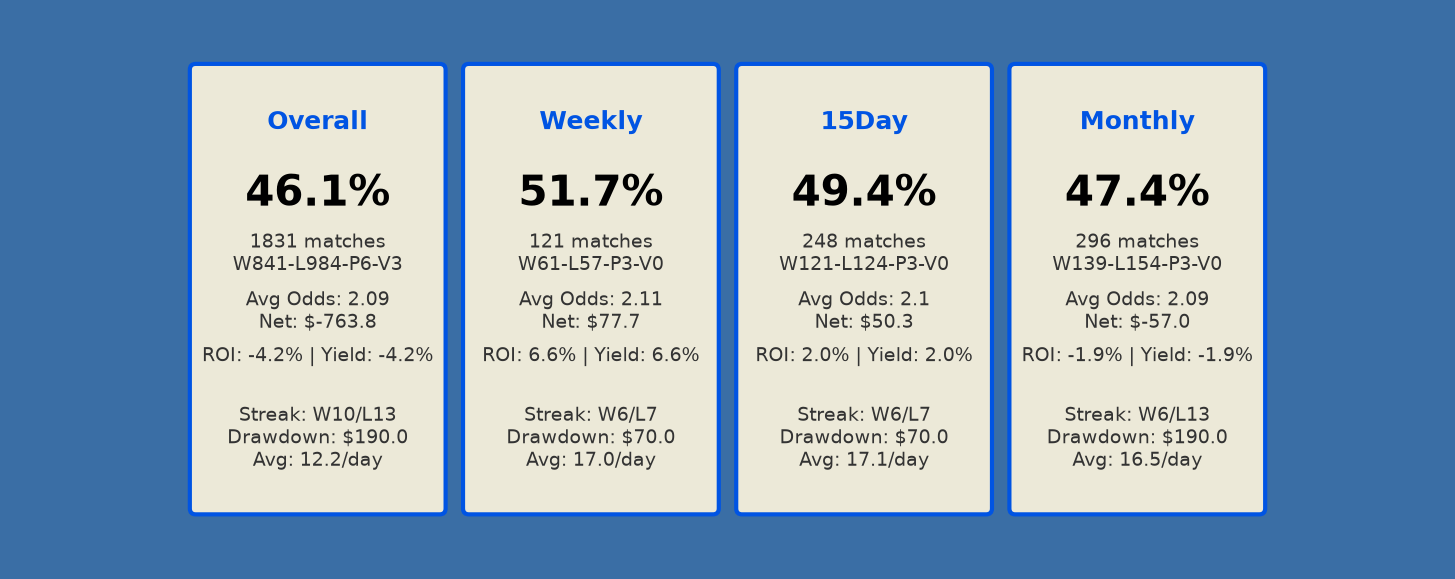 Overall
46.1%
1831 matches
W841-L984-P6-V3
Avg Odds: 2.09
Net: $-763.8
ROI: -4.2% | Yield: -4.2%
Streak: W10/L13
Drawdown: $190.0
Avg: 12.2/day
Weekly
51.7%
121 matches
W61-L57-P3-V0
Avg Odds: 2.11
Net: $77.7
ROI: 6.6% | Yield: 6.6%
Streak: W6/L7
Drawdown: $70.0
Avg: 17.0/day
15Day
49.4%
248 matches
W121-L124-P3-V0
Avg Odds: 2.1
Net: $50.3
ROI: 2.0% | Yield: 2.0%
Streak: W6/L7
Drawdown: $70.0
Avg: 17.1/day
Monthly
47.4%
296 matches
W139-L154-P3-V0
Avg Odds: 2.09
Net: $-57.0
ROI: -1.9% | Yield: -1.9%
Streak: W6/L13
Drawdown: $190.0
Avg: 16.5/day